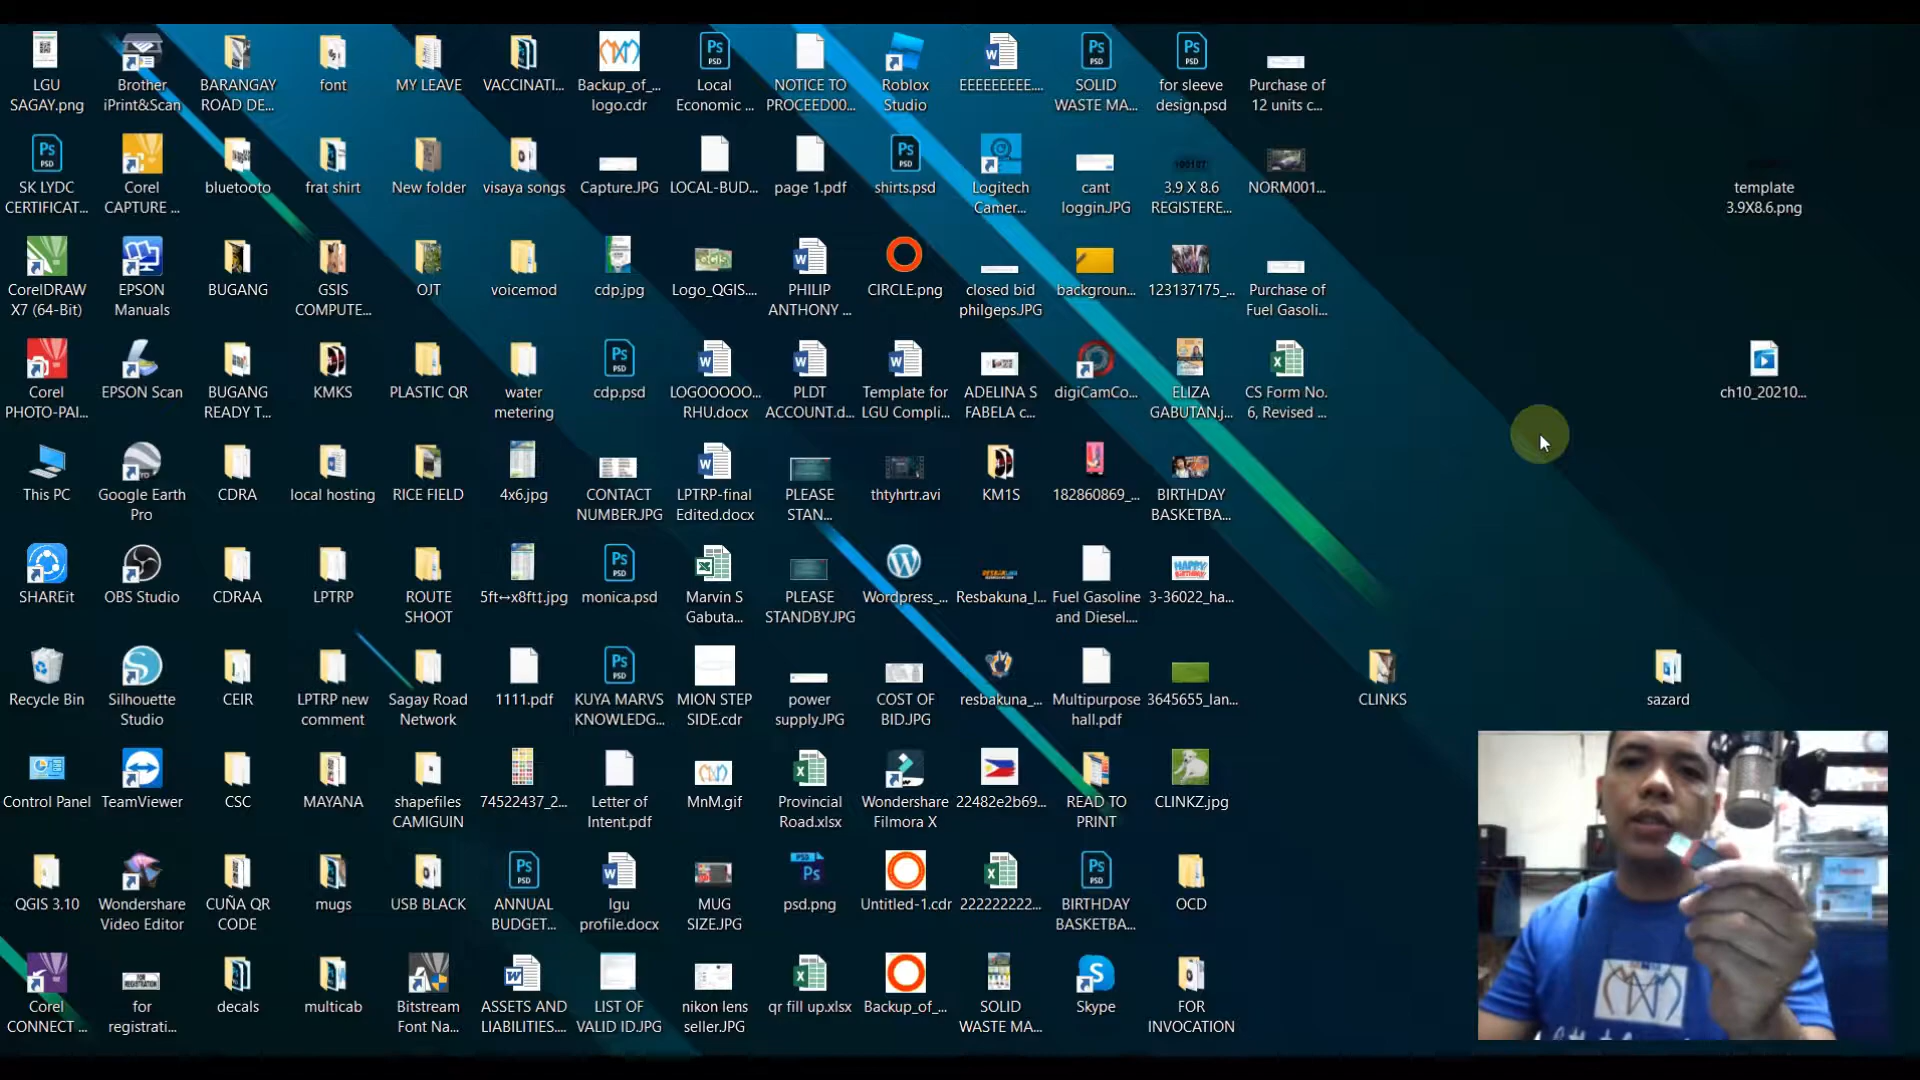 LGU SAGAY.png
Brother iPrint&Scan
BARANGAY ROAD DE...
font
MY LEAVE
VACCINATI...
Backup_of_... logo.cdr
Local Economic ...
NOTICE TO PROCEED00...
Roblox Studio
EEEEEEEEE....
SOLID WASTE MA...
for sleeve design.psd
Purchase of 12 units c...
SK LYDC CERTIFICAT...
Corel CAPTURE ...
bluetooto
frat shirt
New folder
visaya songs
CaptureJPG
LOCAL-BUD...
page 1.pdf
shirts.psd
Logitech Camer...
cant logginJPG
3.9 X 8.6 REGISTERE...
NORM001...
template 3.9X8.6.png
CorelDRAW X7 (64-Bit)
EPSON Manuals
BUGANG
GSIS COMPUTE...
OJT
voicemod
cdp.jpg
Logo_QGIS....
PHILIP ANTHONY ...
CIRCLE.png
closed bid philgeps.JPG
backgroun...
123137175_...
Purchase of Fuel Gasoli...
Corel PHOTO-PAI...
EPSON Scan
BUGANG READY T...
KMKS
PLASTIC QR
water metering
cdp.psd
LOGOOOOO... RHU.docx
PLDT ACCOUNT.d...
Template for LGU Compli...
ADELINA S FABELA c...
digiCamCo...
ELIZA GABUTAN.j...
CS Form No. 6, Revised ...
ch10_20210...
This PC
Google Earth Pro
CDRA
local hosting
RICE FIELD
4x6.jpg
CONTACT NUMBER.JPG
LPTRP-final Edited.docx
PLEASE STAN...
thtyhrtr.avi
KM1S
182860869_...
BIRTHDAY BASKETBA...
SHAREit
OBS Studio
CDRAA
LPTRP
ROUTE SHOOT
5ft↔x8ft↕.jpg
monica.psd
Marvin S Gabuta...
PLEASE STANDBY.JPG
Wordpress_...
Resbakuna_l...
Fuel Gasoline and Diesel....
3-36022_ha...
Recycle Bin
Silhouette Studio
CEIR
LPTRP new comment
Sagay Road Network
1111.pdf
KUYA MARVS KNOWLEDG...
MION STEP SIDE.cdr
power supply.JPG
COST OF BID.JPG
resbakuna_...
Multipurpose hall.pdf
3645655_lan...
CLINKS
sazard
Control Panel
TeamViewer
CSC
MAYANA
shapefiles CAMIGUIN
74522437_2...
Letter of Intent.pdf
MnM.gif
Provincial Road.xlsx
Wondershare Filmora X
22482e2b69...
READ TO PRINT
CLINKZ.jpg
QGIS 3.10
Wondershare Video Editor
CUÑA QR CODE
mugs
USB BLACK
ANNUAL BUDGET...
lgu profile.docx
MUG SIZE.JPG
psd.png
Untitled-1.cdr
222222222...
BIRTHDAY BASKETBA...
OCD
Corel CONNECT ...
for registrati...
decals
multicab
Bitstream Font Na...
ASSETS AND LIABILITIES....
LIST OF VALID ID.JPG
nikon lens seller.JPG
qr fill up.xlsx
Backup_of_...
SOLID WASTE MA...
Skype
FOR INVOCATION